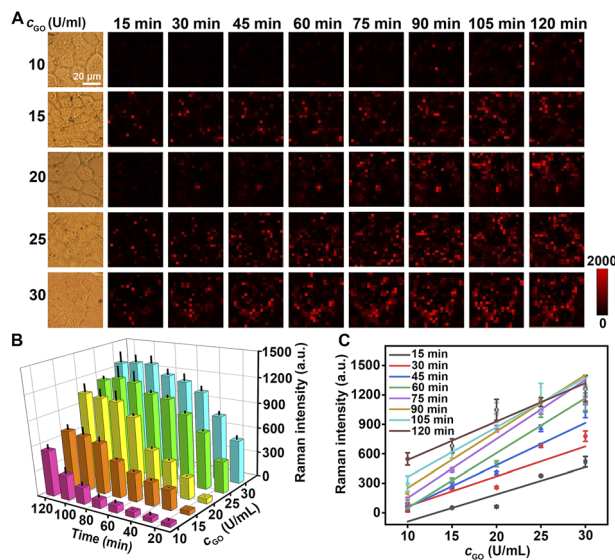 A c_GO (U/ml) 15 min 30 min 45 min 60 min 75 min 90 min 105 min 120 min
10
20 μm
15
20
25
30
2000
0
B
1500
1200
900
600
300
0
Raman intensity (a.u.)
120 100 80 60 40 20
Time (min)
10 15 20 25 30
c_GO (U/mL)
C
Raman intensity (a.u.)
1500
1200
900
600
300
0
15 min
30 min
45 min
60 min
75 min
90 min
105 min
120 min
10 15 20 25 30
c_GO (U/mL)